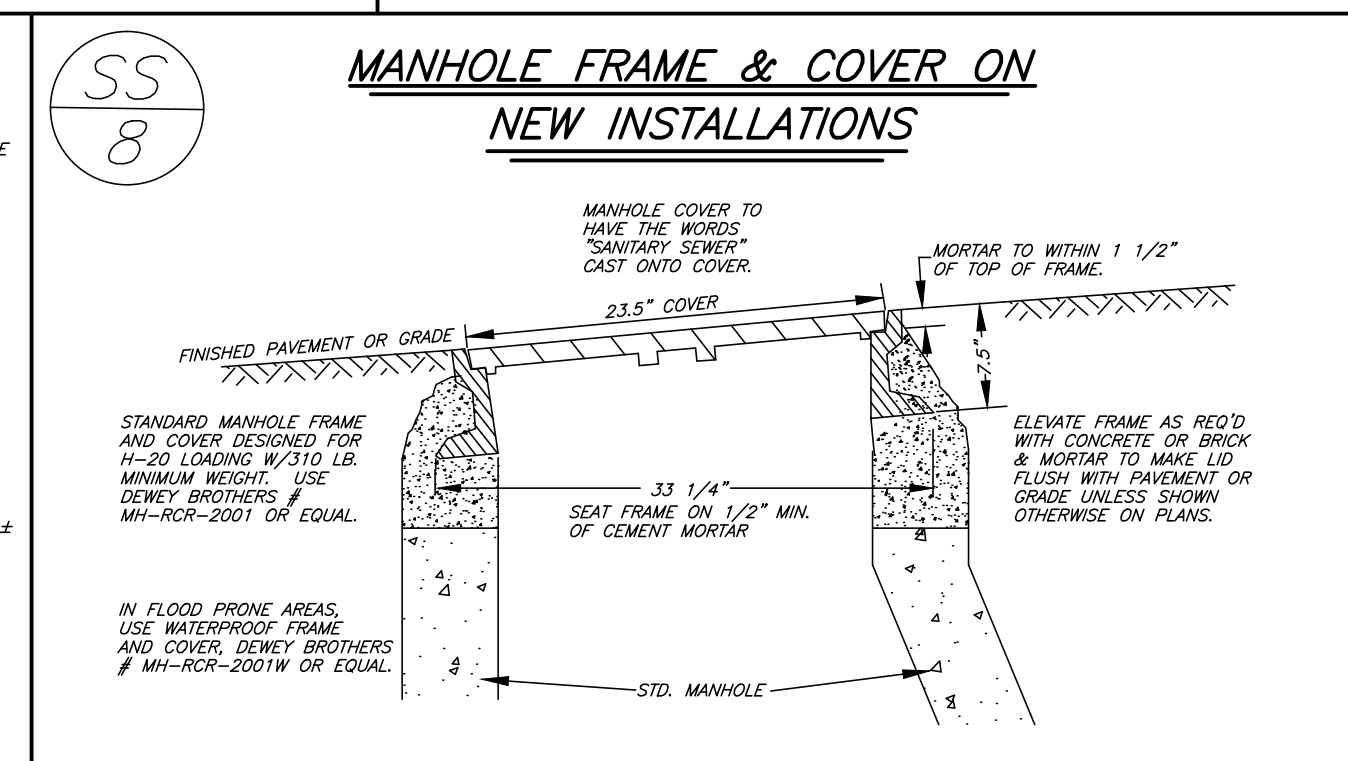 E
±
SS
8
MANHOLE FRAME & COVER ON
NEW INSTALLATIONS
MANHOLE COVER TO
HAVE THE WORDS
"SANITARY SEWER"
CAST ONTO COVER.
MORTAR TO WITHIN 1 1/2"
OF TOP OF FRAME.
23.5" COVER
FINISHED PAVEMENT OR GRADE
7.5"
STANDARD MANHOLE FRAME
AND COVER DESIGNED FOR
H-20 LOADING W/310 LB.
MINIMUM WEIGHT. USE
DEWEY BROTHERS #
MH-RCR-2001 OR EQUAL.
ELEVATE FRAME AS REQ'D
WITH CONCRETE OR BRICK
& MORTAR TO MAKE LID
FLUSH WITH PAVEMENT OR
GRADE UNLESS SHOWN
OTHERWISE ON PLANS.
33 1/4"
SEAT FRAME ON 1/2" MIN.
OF CEMENT MORTAR
IN FLOOD PRONE AREAS,
USE WATERPROOF FRAME
AND COVER, DEWEY BROTHERS
# MH-RCR-2001W OR EQUAL.
STD. MANHOLE